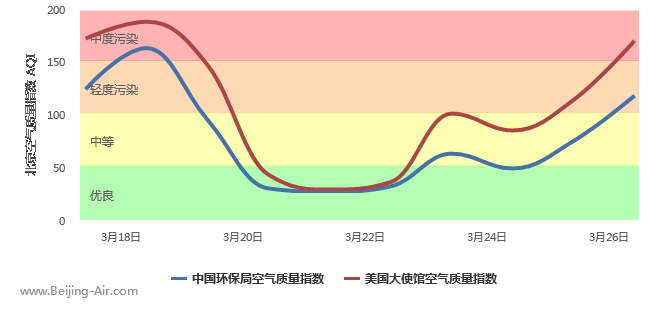 200
中度污染
150
轻度污染
100
中等
50
优良
0
北京空气质量指数 AQI
3月18日
3月20日
3月22日
3月24日
3月26日
中国环保局空气质量指数
美国大使馆空气质量指数
www.Beijing-Air.com